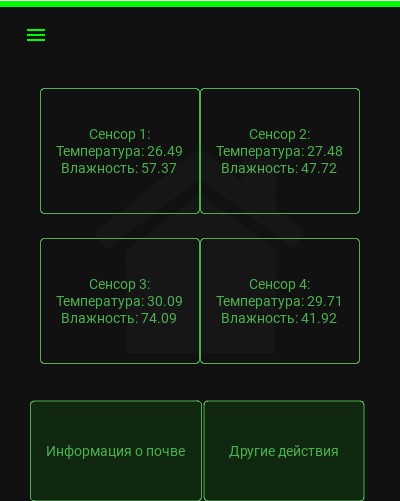 Сенсор 1:
Температура: 26.49
Влажность: 57.37
Сенсор 2:
Температура: 27.48
Влажность: 47.72
Сенсор 3:
Температура: 30.09
Влажность: 74.09
Сенсор 4:
Температура: 29.71
Влажность: 41.92
Информация о почве
Другие действия